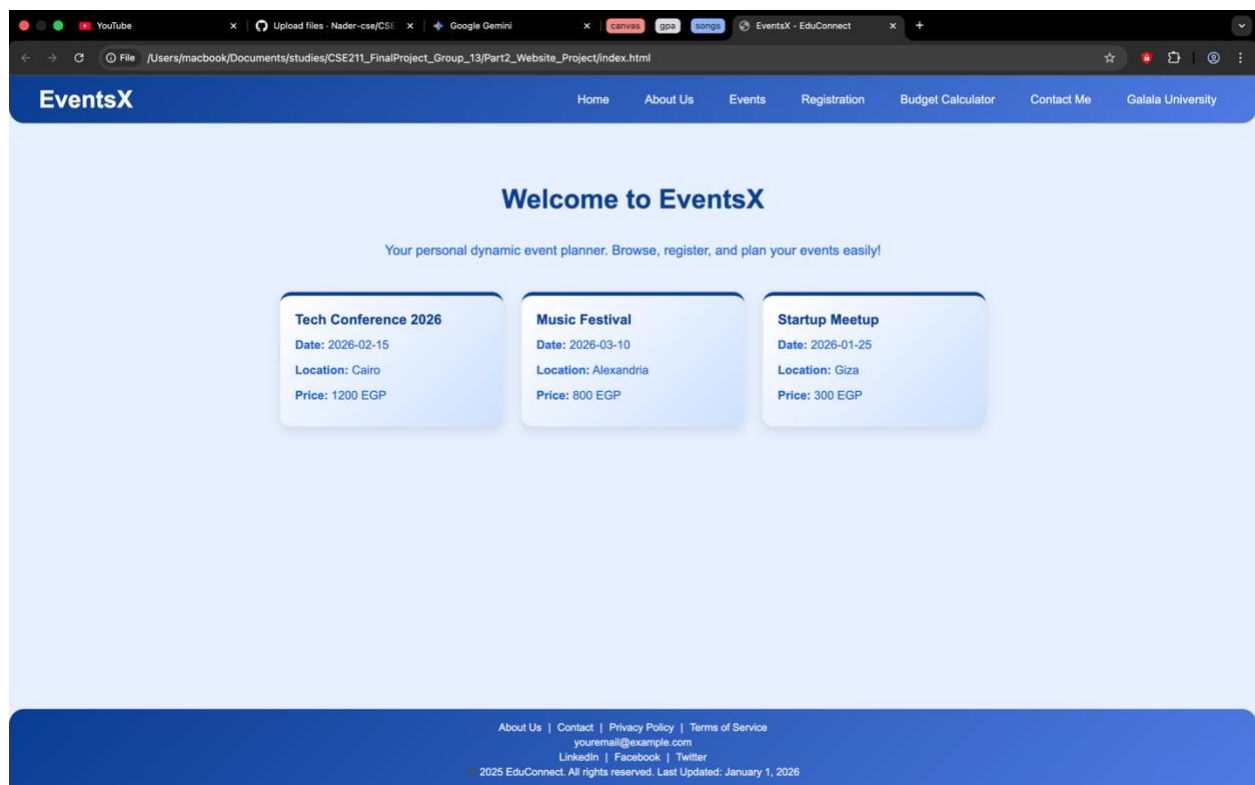 YouTube
Upload files · Nader-cse/CSE
Google Gemini
canvas
gpa
songs
EventsX - EduConnect
File /Users/macbook/Documents/studies/CSE211_FinalProject_Group_13/Part2_Website_Project/index.html
EventsX
Home About Us Events Registration Budget Calculator Contact Me Galala University
Welcome to EventsX
Your personal dynamic event planner. Browse, register, and plan your events easily!
Tech Conference 2026
Date: 2026-02-15
Location: Cairo
Price: 1200 EGP
Music Festival
Date: 2026-03-10
Location: Alexandria
Price: 800 EGP
Startup Meetup
Date: 2026-01-25
Location: Giza
Price: 300 EGP
About Us | Contact | Privacy Policy | Terms of Service
youremail@example.com
LinkedIn | Facebook | Twitter
© 2025 EduConnect. All rights reserved. Last Updated: January 1, 2026